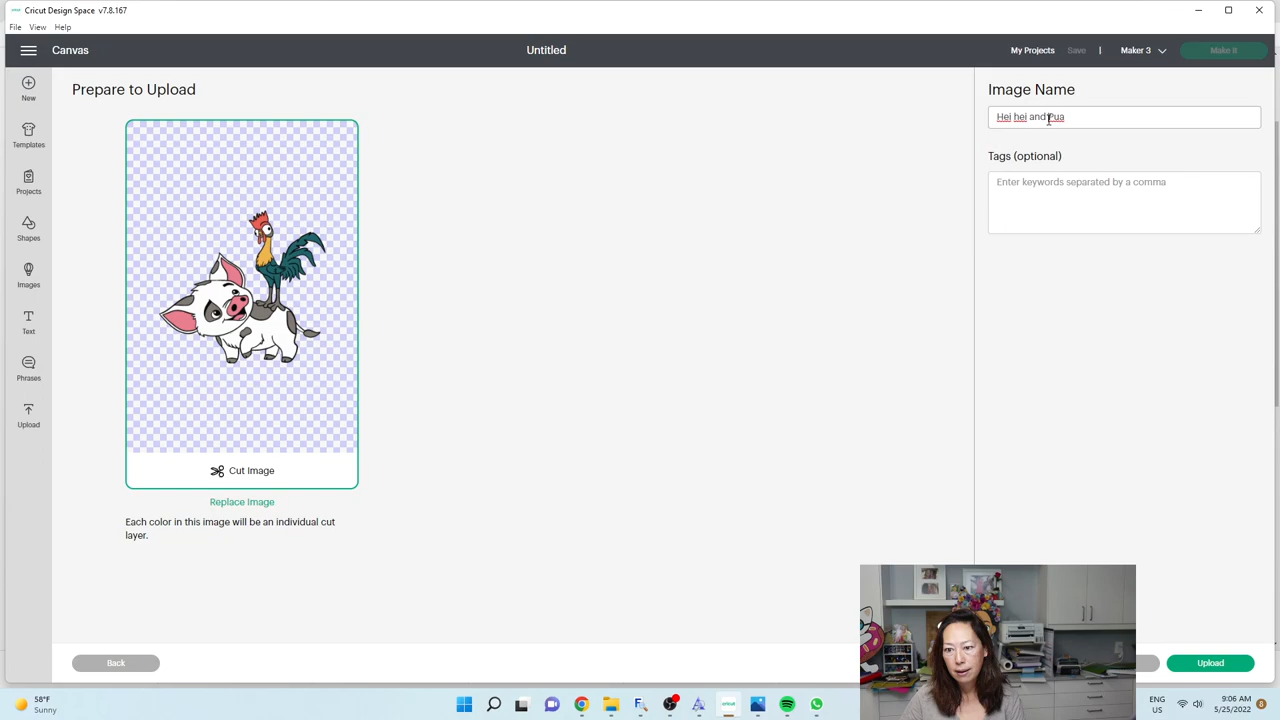 Cricut Design Space v7.8.167
File View Help
Canvas
Untitled
My Projects Save | Maker 3 Make It
New
Templates
Projects
Shapes
Images
Text
Phrases
Upload
Prepare to Upload
Cut Image
Replace Image
Each color in this image will be an individual cut
layer.
Image Name
Hei hei and Pua
Tags (optional)
Enter keywords separated by a comma
Back
Upload
58°F
Sunny
ENG
US
9:06 AM
5/25/2022